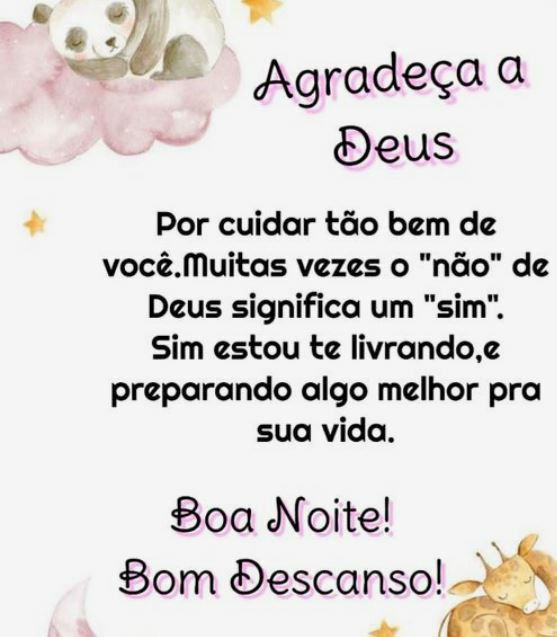 Agradeça a
Deus
Por cuidar tão bem de
você.Muitas vezes o "não" de
Deus significa um "sim".
Sim estou te livrando,e
preparando algo melhor pra
sua vida.
Boa Noite!
Bom Descanso!